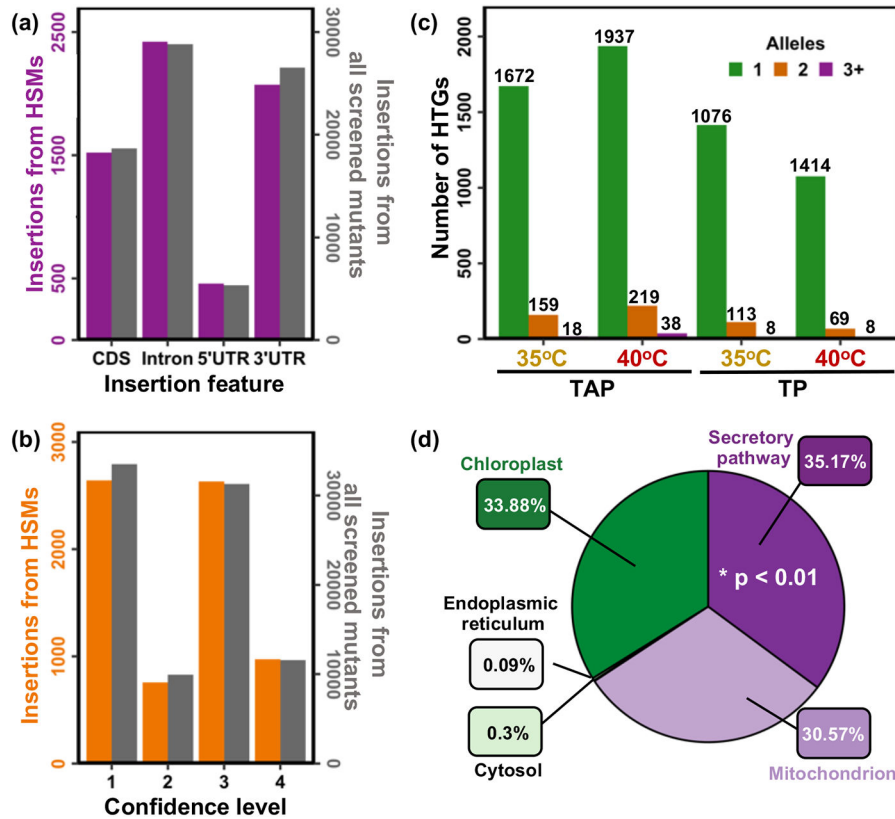 (a)
Insertions from HSMs
2500
1500
500
0
30000
20000
10000
0
Insertions from
all screened mutants
CDS Intron 5'UTR 3'UTR
Insertion feature
(b)
Insertions from HSMs
3000
2000
1000
0
30000
20000
10000
0
Insertions from
all screened mutants
1 2 3 4
Confidence level
(c)
Number of HTGs
2000
1500
1000
500
0
Alleles
1 2 3+
1672
159
18
1937
219
38
1076
113
8
1414
69
8
35°C 40°C 35°C 40°C
TAP TP
(d)
Secretory
pathway
35.17%
Chloroplast
33.88%
* p < 0.01
Endoplasmic
reticulum
0.09%
0.3%
Cytosol
30.57%
Mitochondrion